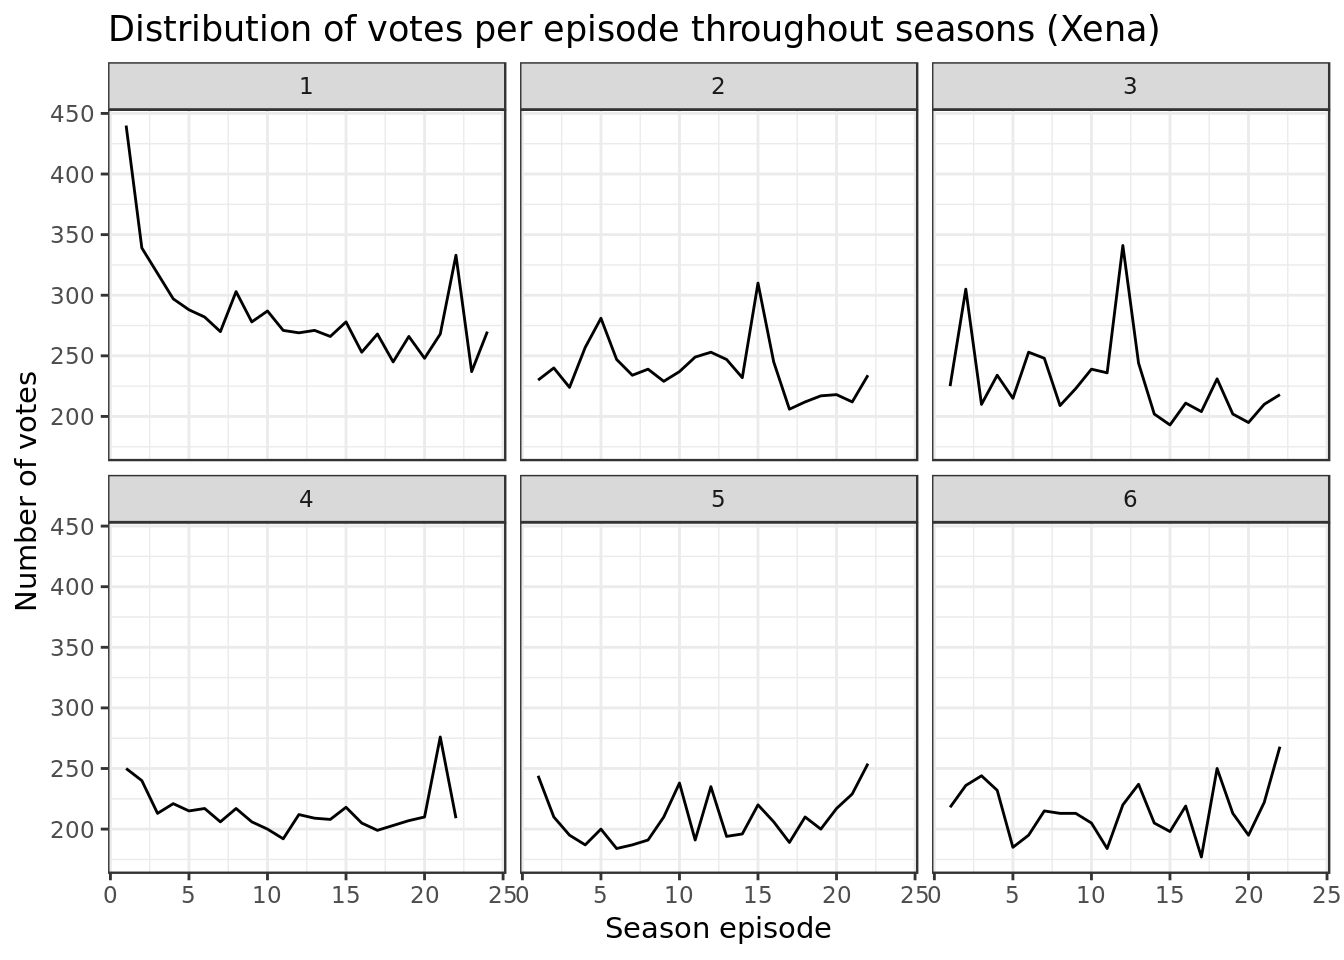 Distribution of votes per episode throughout seasons (Xena)
1 2 3
450
400
350
300
250
200
Number of votes
4 5 6
450
400
350
300
250
200
0 5 10 15 20 25 0 5 10 15 20 25 0 5 10 15 20 25
Season episode